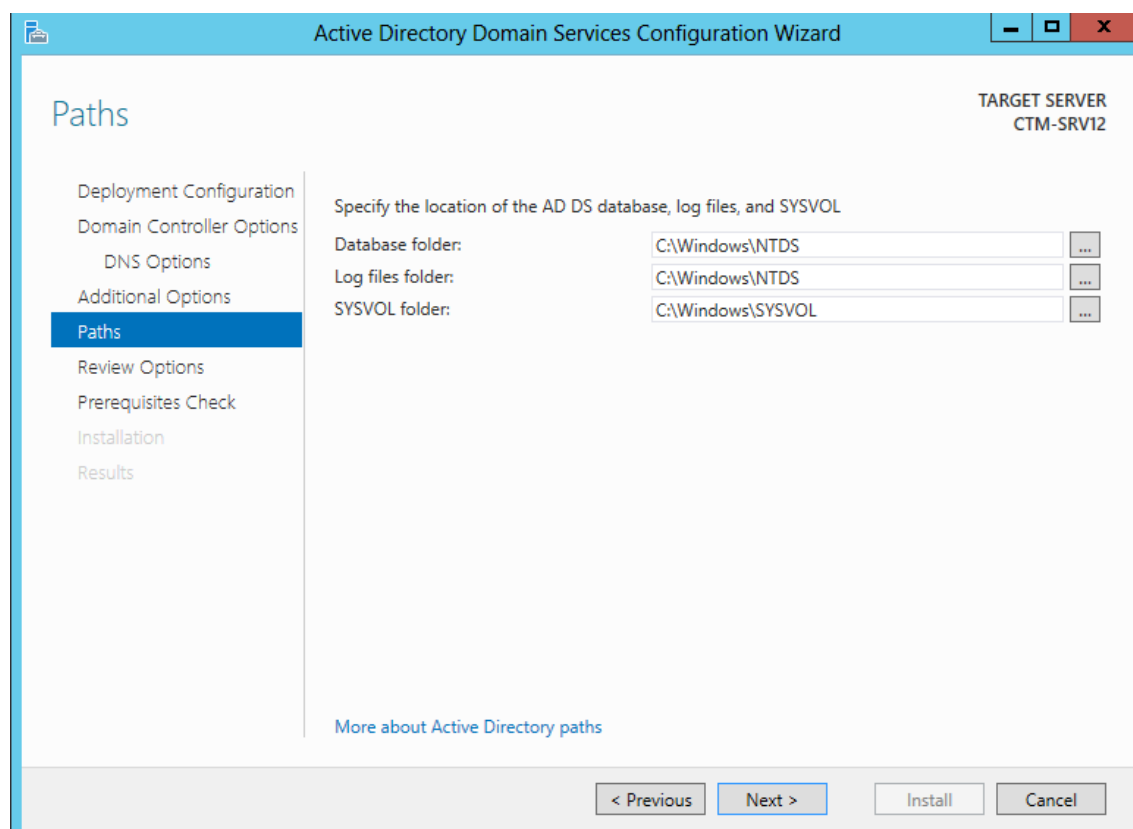 Active Directory Domain Services Configuration Wizard
Paths
TARGET SERVER
CTM-SRV12
Deployment Configuration
Domain Controller Options
DNS Options
Additional Options
Paths
Review Options
Prerequisites Check
Installation
Results
Specify the location of the AD DS database, log files, and SYSVOL
Database folder: C:\Windows\NTDS ...
Log files folder: C:\Windows\NTDS ...
SYSVOL folder: C:\Windows\SYSVOL ...
More about Active Directory paths
< Previous Next > Install Cancel